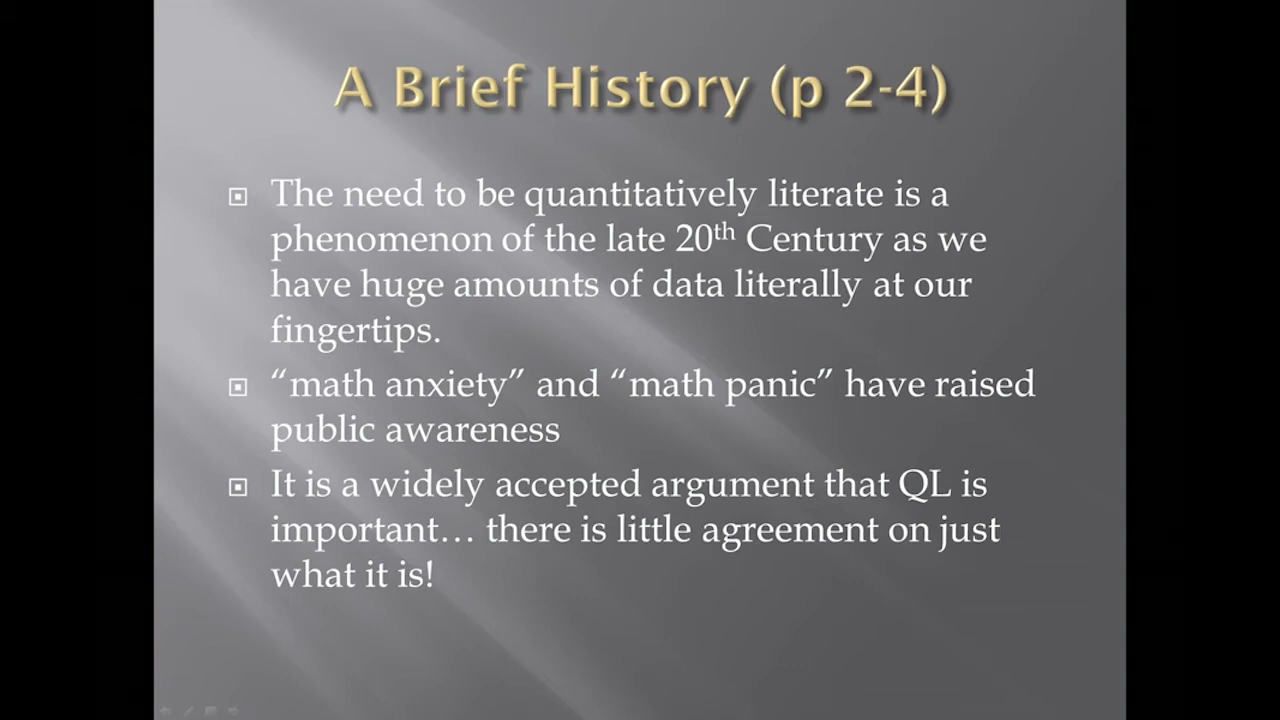 A Brief History (p 2-4)
The need to be quantitatively literate is a
phenomenon of the late 20th Century as we
have huge amounts of data literally at our
fingertips.
“math anxiety” and “math panic” have raised
public awareness
It is a widely accepted argument that QL is
important… there is little agreement on just
what it is!